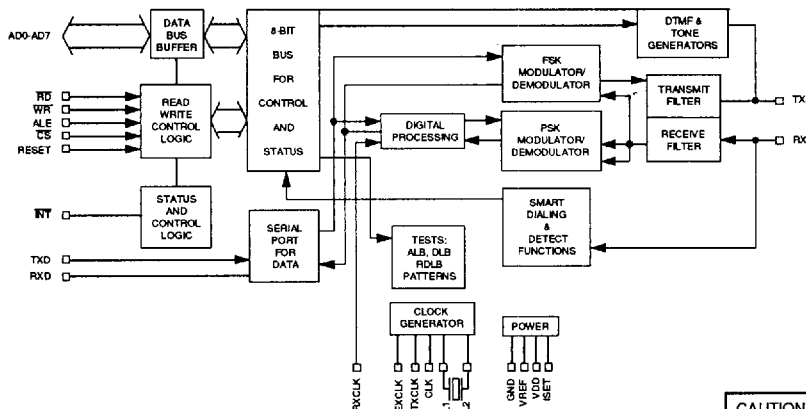 AD0-AD7
DATA
BUS
BUFFER
8-BIT
BUS
FOR
CONTROL
AND
STATUS
DTMF &
TONE
GENERATORS
RD
WR
ALE
CS
RESET
READ
WRITE
CONTROL
LOGIC
FSK
MODULATOR/
DEMODULATOR
TRANSMIT
FILTER
RECEIVE
FILTER
DIGITAL
PROCESSING
PSK
MODULATOR/
DEMODULATOR
INT
STATUS
AND
CONTROL
LOGIC
TXD
RXD
SERIAL
PORT
FOR
DATA
TESTS:
ALB, DLB
RDLB
PATTERNS
SMART
DIALING
&
DETECT
FUNCTIONS
CLOCK
GENERATOR
POWER
RXCLK
EXCLK
TXCLK
CLK
GND
VREF
VDD
ISET
CAUTION